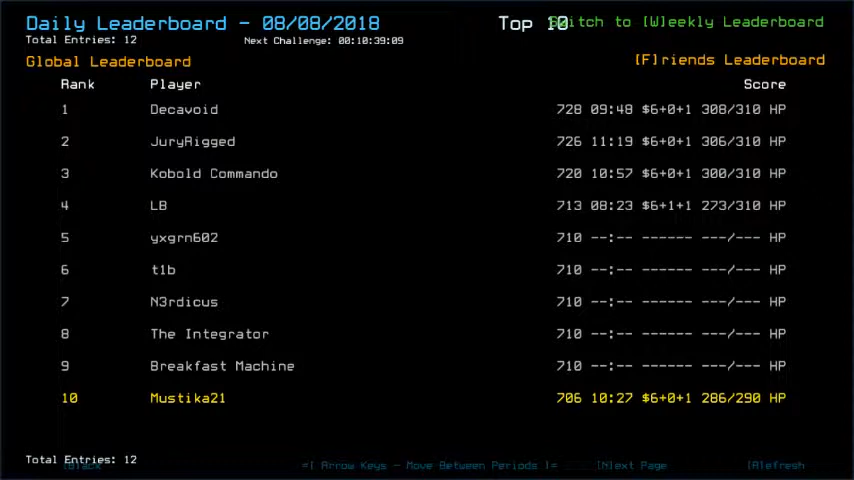 Daily Leaderboard - 08/08/2018 Top 10 Switch to [W]eekly Leaderboard
Total Entries: 12 Next Challenge: 00:10:39:09
Global Leaderboard [F]riends Leaderboard
Rank Player Score
1 Decavoid 728 09:48 $6+0+1 308/310 HP
2 JuryRigged 726 11:19 $6+0+1 306/310 HP
3 Kobold Commando 720 10:57 $6+0+1 300/310 HP
4 LB 713 08:23 $6+1+1 273/310 HP
5 yxgrn602 710 --:-- ------ ---/--- HP
6 t1b 710 --:-- ------ ---/--- HP
7 N3rdicus 710 --:-- ------ ---/--- HP
8 The Integrator 710 --:-- ------ ---/--- HP
9 Breakfast Machine 710 --:-- ------ ---/--- HP
10 Mustika21 706 10:27 $6+0+1 286/290 HP
Total Entries: 12
[B]ack =[ Arrow Keys - Move Between Periods ]= [N]ext Page [R]efresh